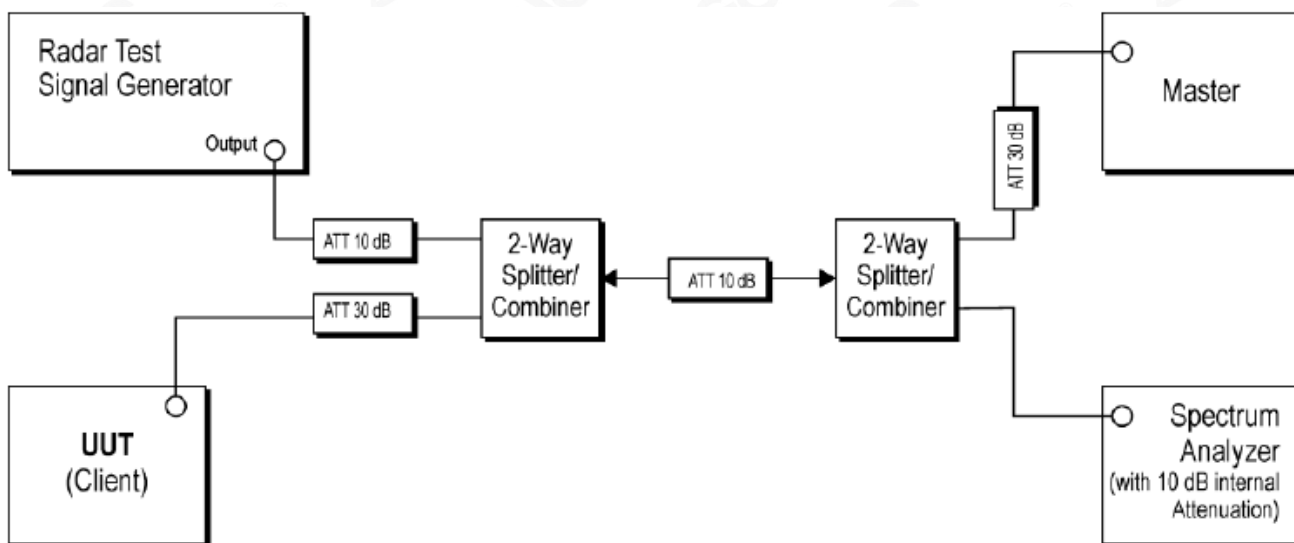 Radar Test
Signal Generator
Output
ATT 10 dB
ATT 30 dB
2-Way
Splitter/
Combiner
ATT 10 dB
2-Way
Splitter/
Combiner
ATT 30 dB
Master
UUT
(Client)
Spectrum
Analyzer
(with 10 dB internal
Attenuation)